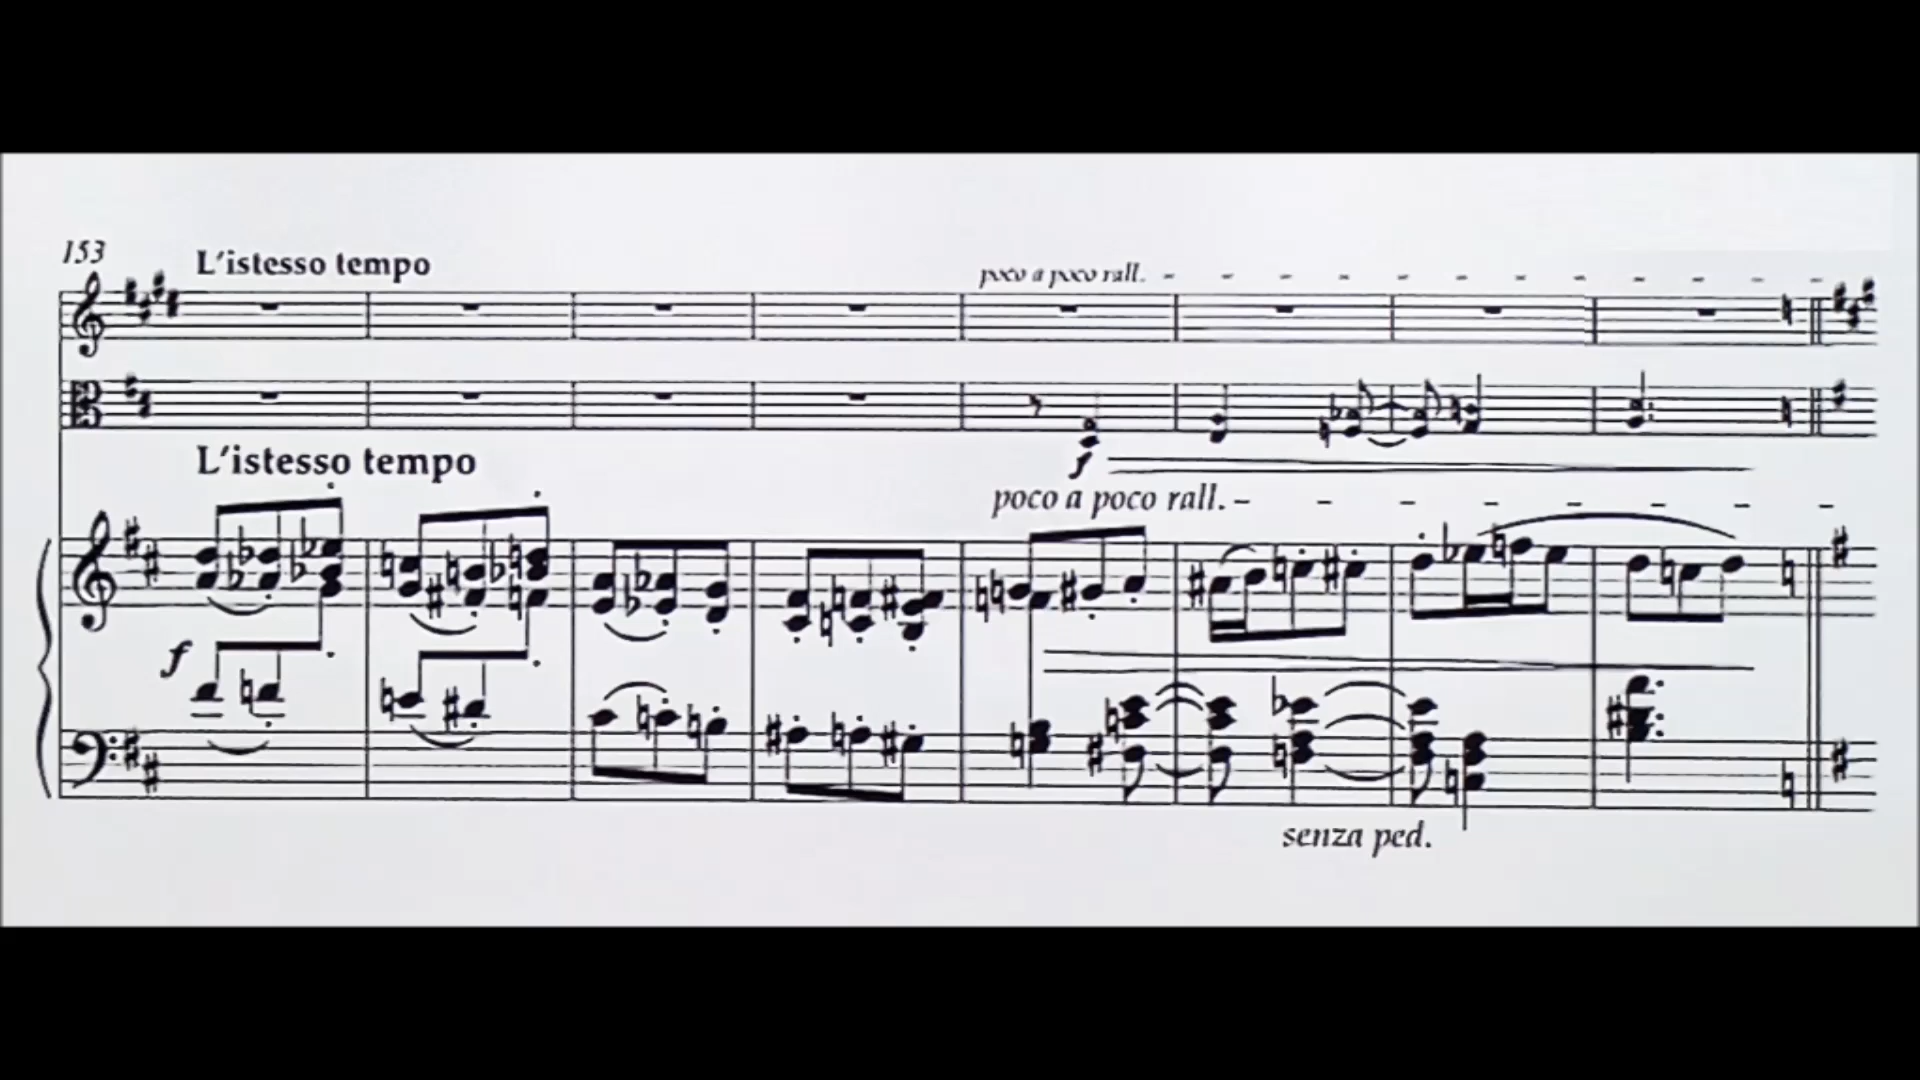 153
L'istesso tempo
poco a poco rall.
f
L'istesso tempo
poco a poco rall.
f
senza ped.